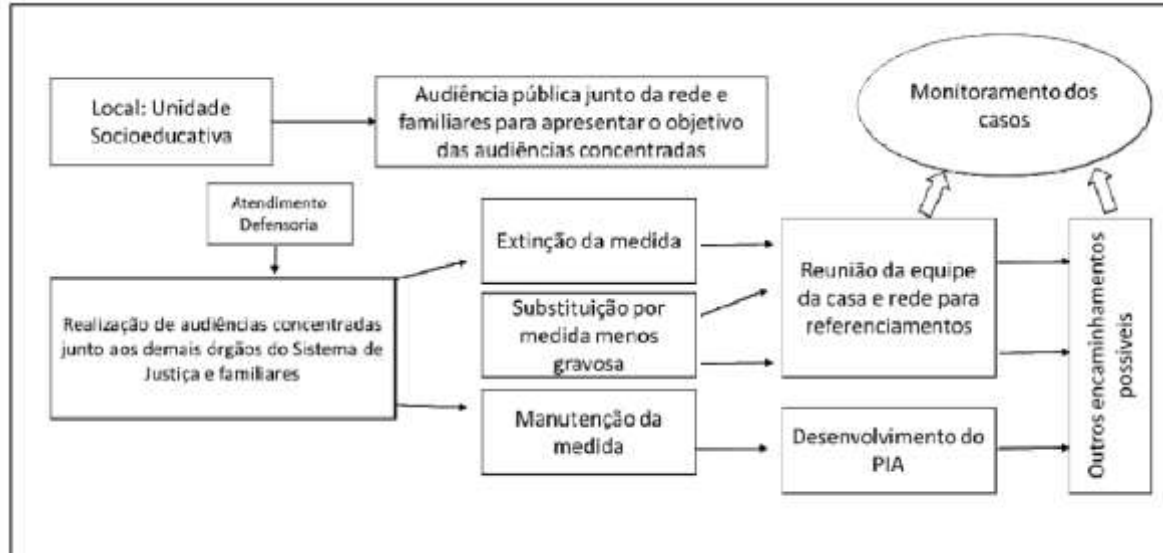 Local: Unidade
Socioeducativa
Audiência pública junto da rede e
familiares para apresentar o objetivo
das audiências concentradas
Monitoramento dos
casos
Atendimento
Defensoria
Realização de audiências concentradas
junto aos demais órgãos do Sistema de
Justiça e familiares
Extinção da medida
Substituição por
medida menos
gravosa
Manutenção da
medida
Reunião da equipe
da casa e rede para
referenciamentos
Desenvolvimento do
PIA
Outros encaminhamentos
possíveis